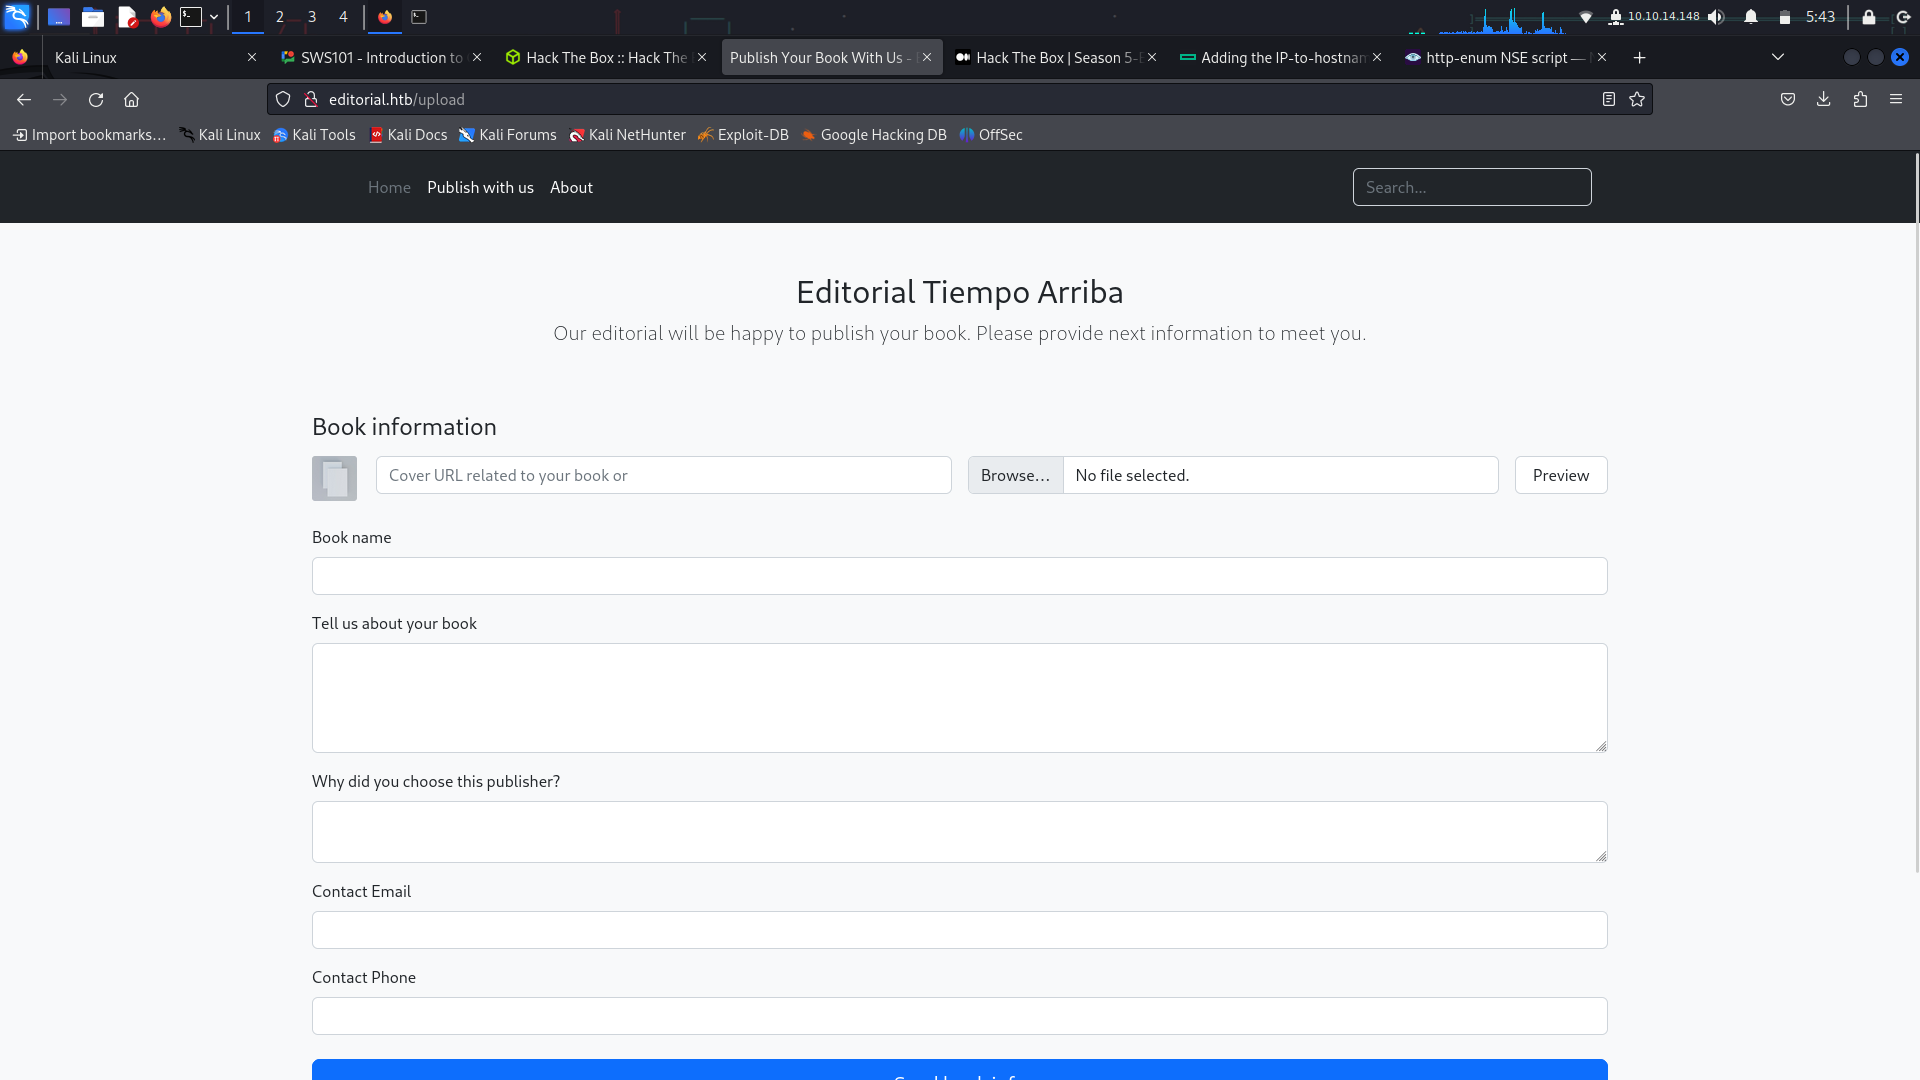 1 2 3 4 10.10.14.148 5:43
Kali Linux SWS101 - Introduction to Hack The Box :: Hack The Publish Your Book With Us - Hack The Box | Season 5- Adding the IP-to-hostnam http-enum NSE script —
editorial.htb/upload
Import bookmarks... Kali Linux Kali Tools Kali Docs Kali Forums Kali NetHunter Exploit-DB Google Hacking DB OffSec
Home Publish with us About Search...
Editorial Tiempo Arriba
Our editorial will be happy to publish your book. Please provide next information to meet you.
Book information
Cover URL related to your book or Browse... No file selected. Preview
Book name
Tell us about your book
Why did you choose this publisher?
Contact Email
Contact Phone